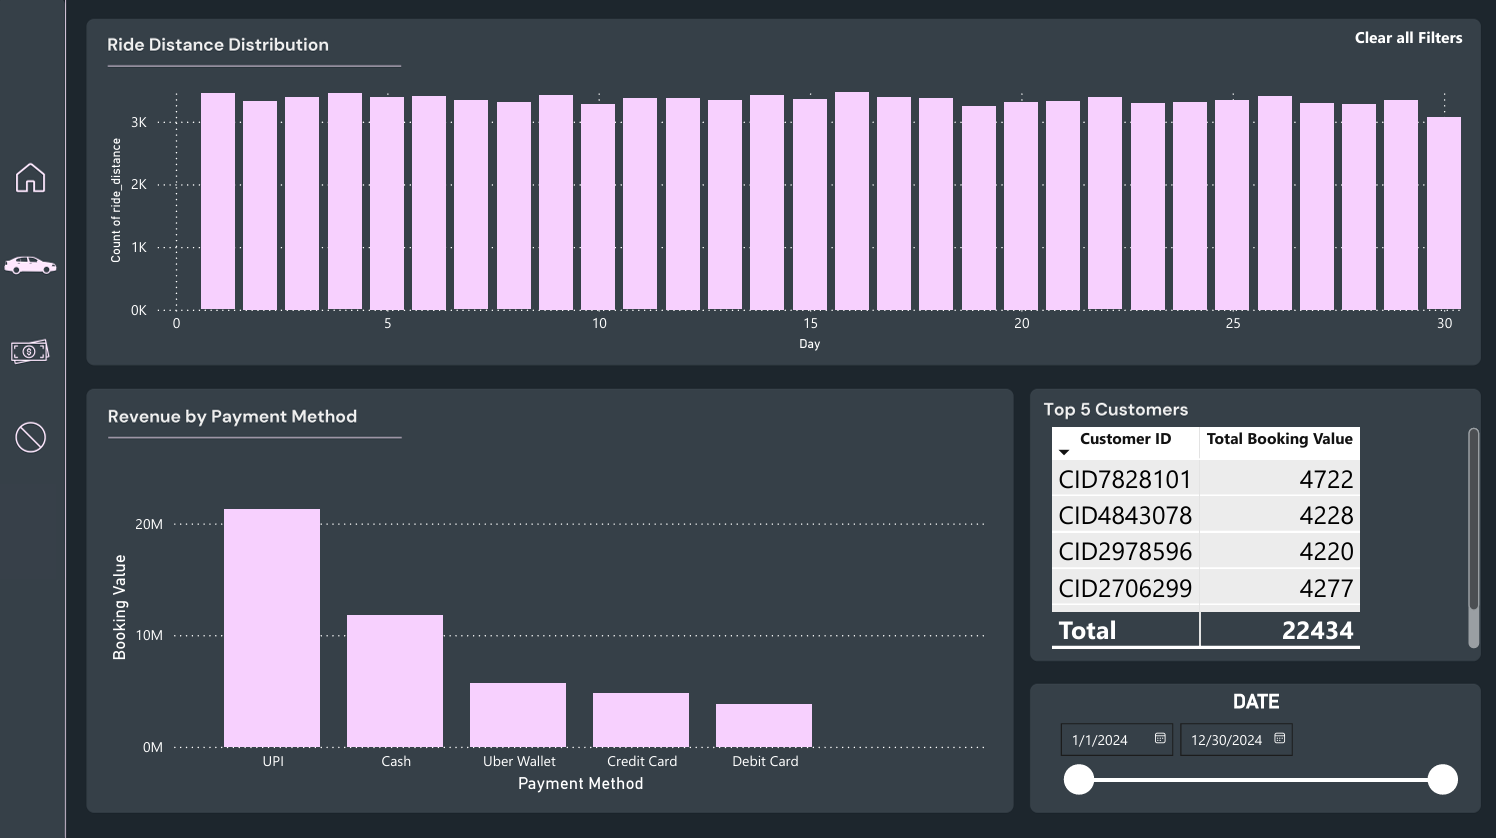 Ride Distance Distribution
Clear all Filters
Count of ride_distance
3K
2K
1K
0K
0 5 10 15 20 25 30
Day
Revenue by Payment Method
Booking Value
20M
10M
0M
UPI Cash Uber Wallet Credit Card Debit Card
Payment Method
Top 5 Customers
Customer ID Total Booking Value
CID7828101 4722
CID4843078 4228
CID2978596 4220
CID2706299 4277
Total 22434
DATE
1/1/2024 12/30/2024